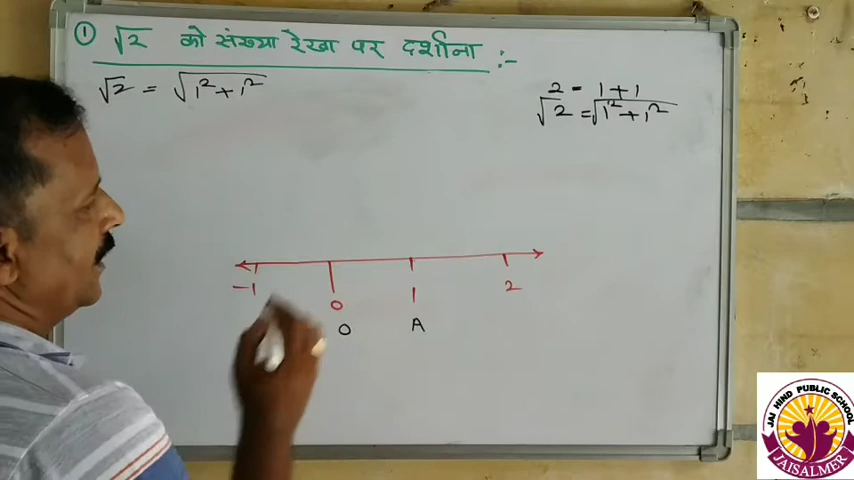 ① √2 को संख्या रेखा पर दर्शाना :-
√2 = √1²+1²
2 = 1+1
√2 = √1²+1²
-1 0 1 2
O A
JAI HIND PUBLIC SCHOOL
JAISALMER